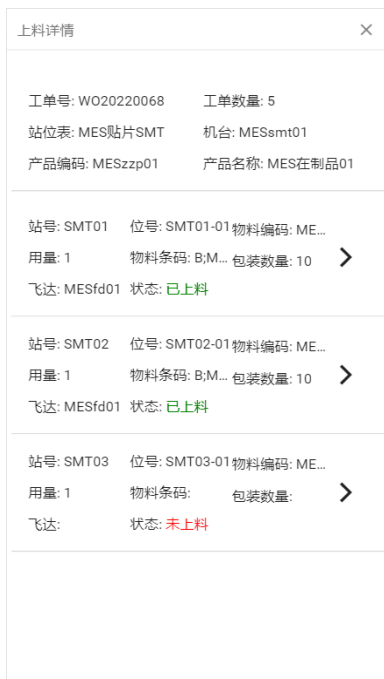 上料详情
工单号: WO20220068 工单数量: 5
站位表: MES贴片SMT 机台: MESsmt01
产品编码: MESzzp01 产品名称: MES在制品01
站号: SMT01 位号: SMT01-01 物料编码: ME...
用量: 1 物料条码: B;M... 包装数量: 10
飞达: MESfd01 状态: 已上料
站号: SMT02 位号: SMT02-01 物料编码: ME...
用量: 1 物料条码: B;M... 包装数量: 10
飞达: MESfd01 状态: 已上料
站号: SMT03 位号: SMT03-01 物料编码: ME...
用量: 1 物料条码: 包装数量:
飞达: 状态: 未上料